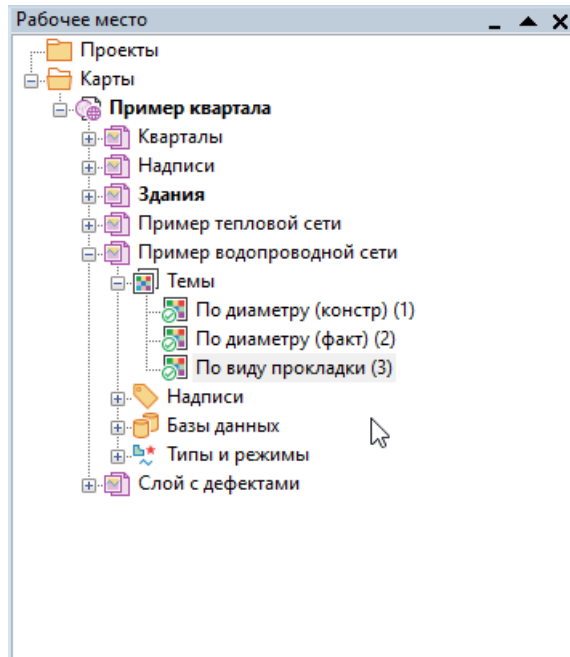 Рабочее место
Проекты
Карты
Пример квартала
Кварталы
Надписи
Здания
Пример тепловой сети
Пример водопроводной сети
Темы
По диаметру (констр) (1)
По диаметру (факт) (2)
По виду прокладки (3)
Надписи
Базы данных
Типы и режимы
Слой с дефектами